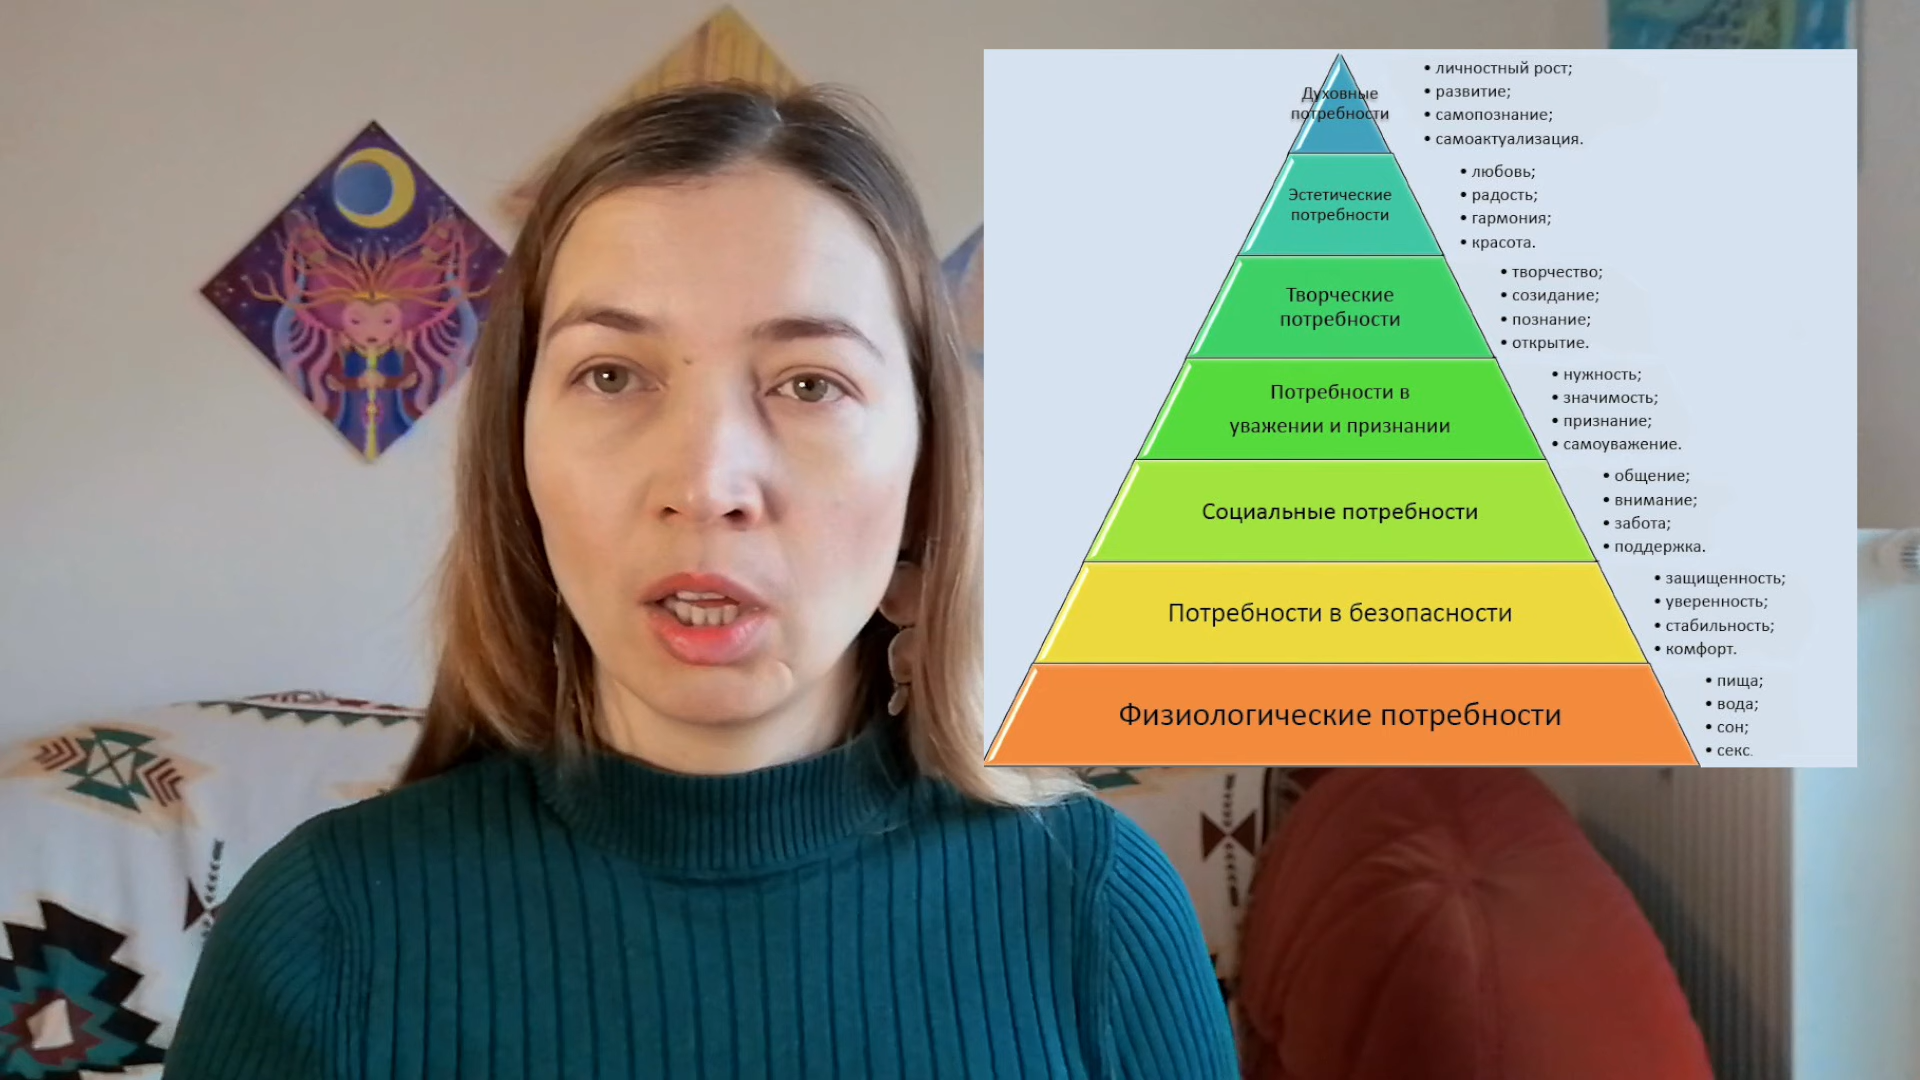 Духовные
потребности
• личностный рост;
• развитие;
• самопознание;
• самоактуализация.
Эстетические
потребности
• любовь;
• радость;
• гармония;
• красота.
Творческие
потребности
• творчество;
• созидание;
• познание;
• открытие.
Потребности в
уважении и признании
• нужность;
• значимость;
• признание;
• самоуважение.
Социальные потребности
• общение;
• внимание;
• забота;
• поддержка.
Потребности в безопасности
• защищенность;
• уверенность;
• стабильность;
• комфорт.
Физиологические потребности
• пища;
• вода;
• сон;
• секс.